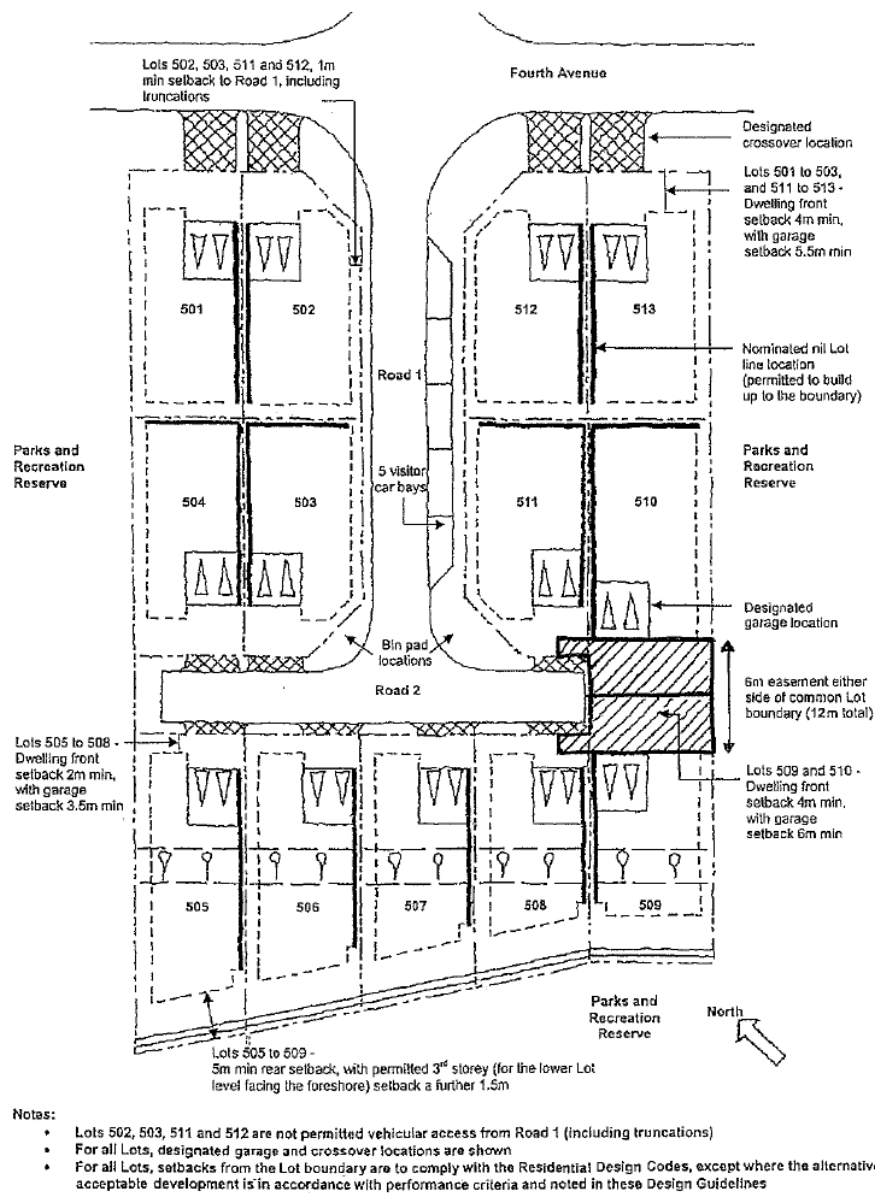 Lots 502, 503, 511 and 512, 1m
min setback to Road 1, including
truncations
Fourth Avenue
Designated
crossover location
Lots 501 to 503,
and 511 to 513 -
Dwelling front
setback 4m min,
with garage
setback 5.5m min
501
502
512
513
Road 1
Nominated nil Lot
line location
(permitted to build
up to the boundary)
Parks and
Recreation
Reserve
5 visitor
car bays
Parks and
Recreation
Reserve
504
503
511
510
Designated
garage location
Bin pad
locations
Road 2
6m easement either
side of common Lot
boundary (12m total)
Lots 505 to 508 -
Dwelling front
setback 2m min,
with garage
setback 3.5m min
Lots 509 and 510 -
Dwelling front
setback 4m min,
with garage
setback 6m min
505
506
507
508
509
Parks and
Recreation
Reserve
North
Lots 505 to 509 -
5m min rear setback, with permitted 3rd storey (for the lower Lot
level facing the foreshore) setback a further 1.5m
Notes:
• Lots 502, 503, 511 and 512 are not permitted vehicular access from Road 1 (including truncations)
• For all Lots, designated garage and crossover locations are shown
• For all Lots, setbacks from the Lot boundary are to comply with the Residential Design Codes, except where the alternative
acceptable development is in accordance with performance criteria and noted in these Design Guidelines